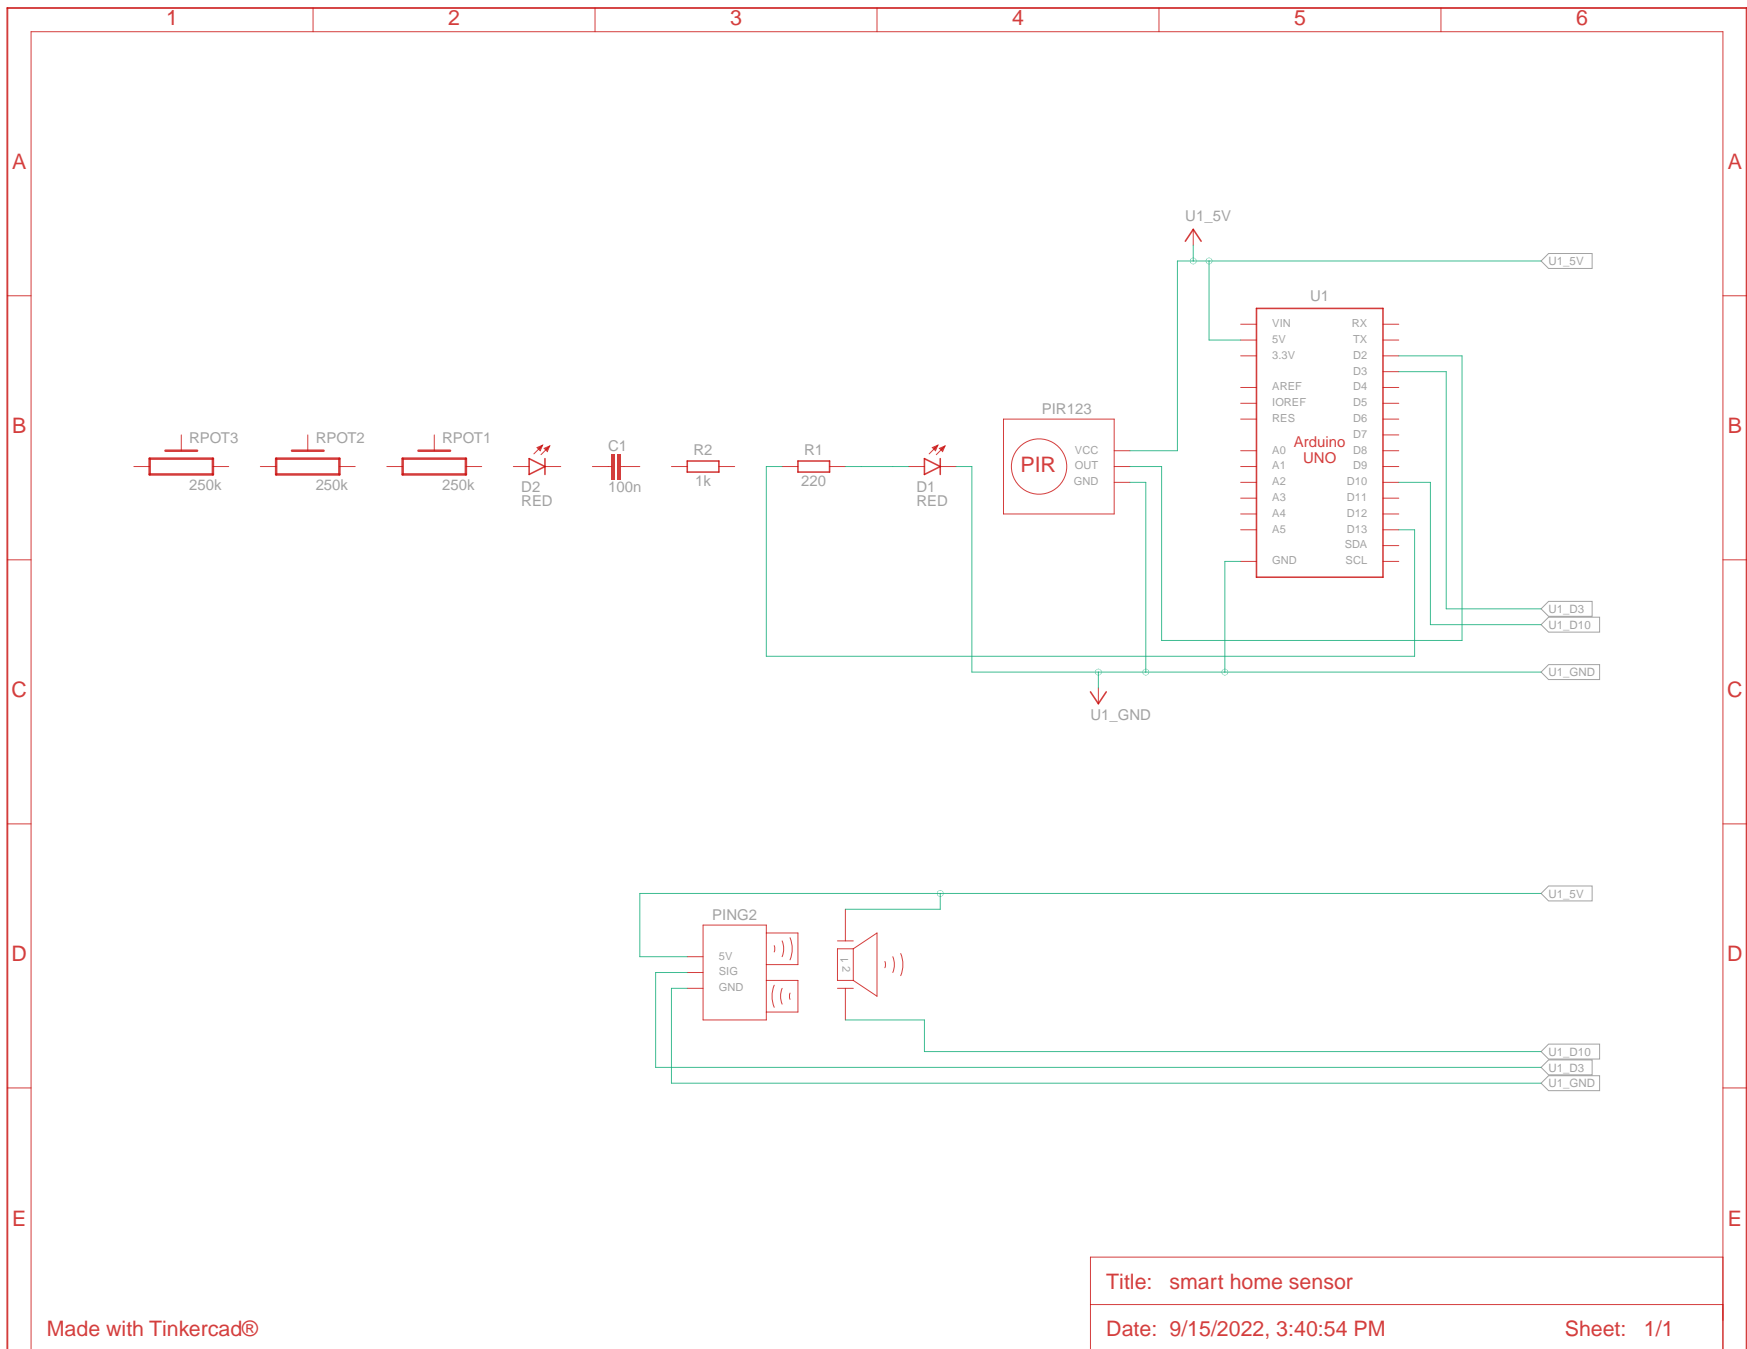 1 2 3 4 5 6
A A
U1_5V
U1_5V
U1
VIN RX
5V TX
3.3V D2
D3
AREF D4
IOREF D5
RES D6
D7
A0 D8
A1 D9
A2 D10
A3 D11
A4 D12
A5 D13
SDA
GND SCL
Arduino
UNO
B B
PIR123
PIR
VCC
OUT
GND
RPOT3
250k
RPOT2
250k
RPOT1
250k
D2
RED
C1
100n
R2
1k
R1
220
D1
RED
U1_D3
U1_D10
U1_GND
C C
U1_GND
U1_5V
PING2
5V
SIG
GND
1 2
D D
U1_D10
U1_D3
U1_GND
E E
Title: smart home sensor
Made with Tinkercad®
Date: 9/15/2022, 3:40:54 PM Sheet: 1/1